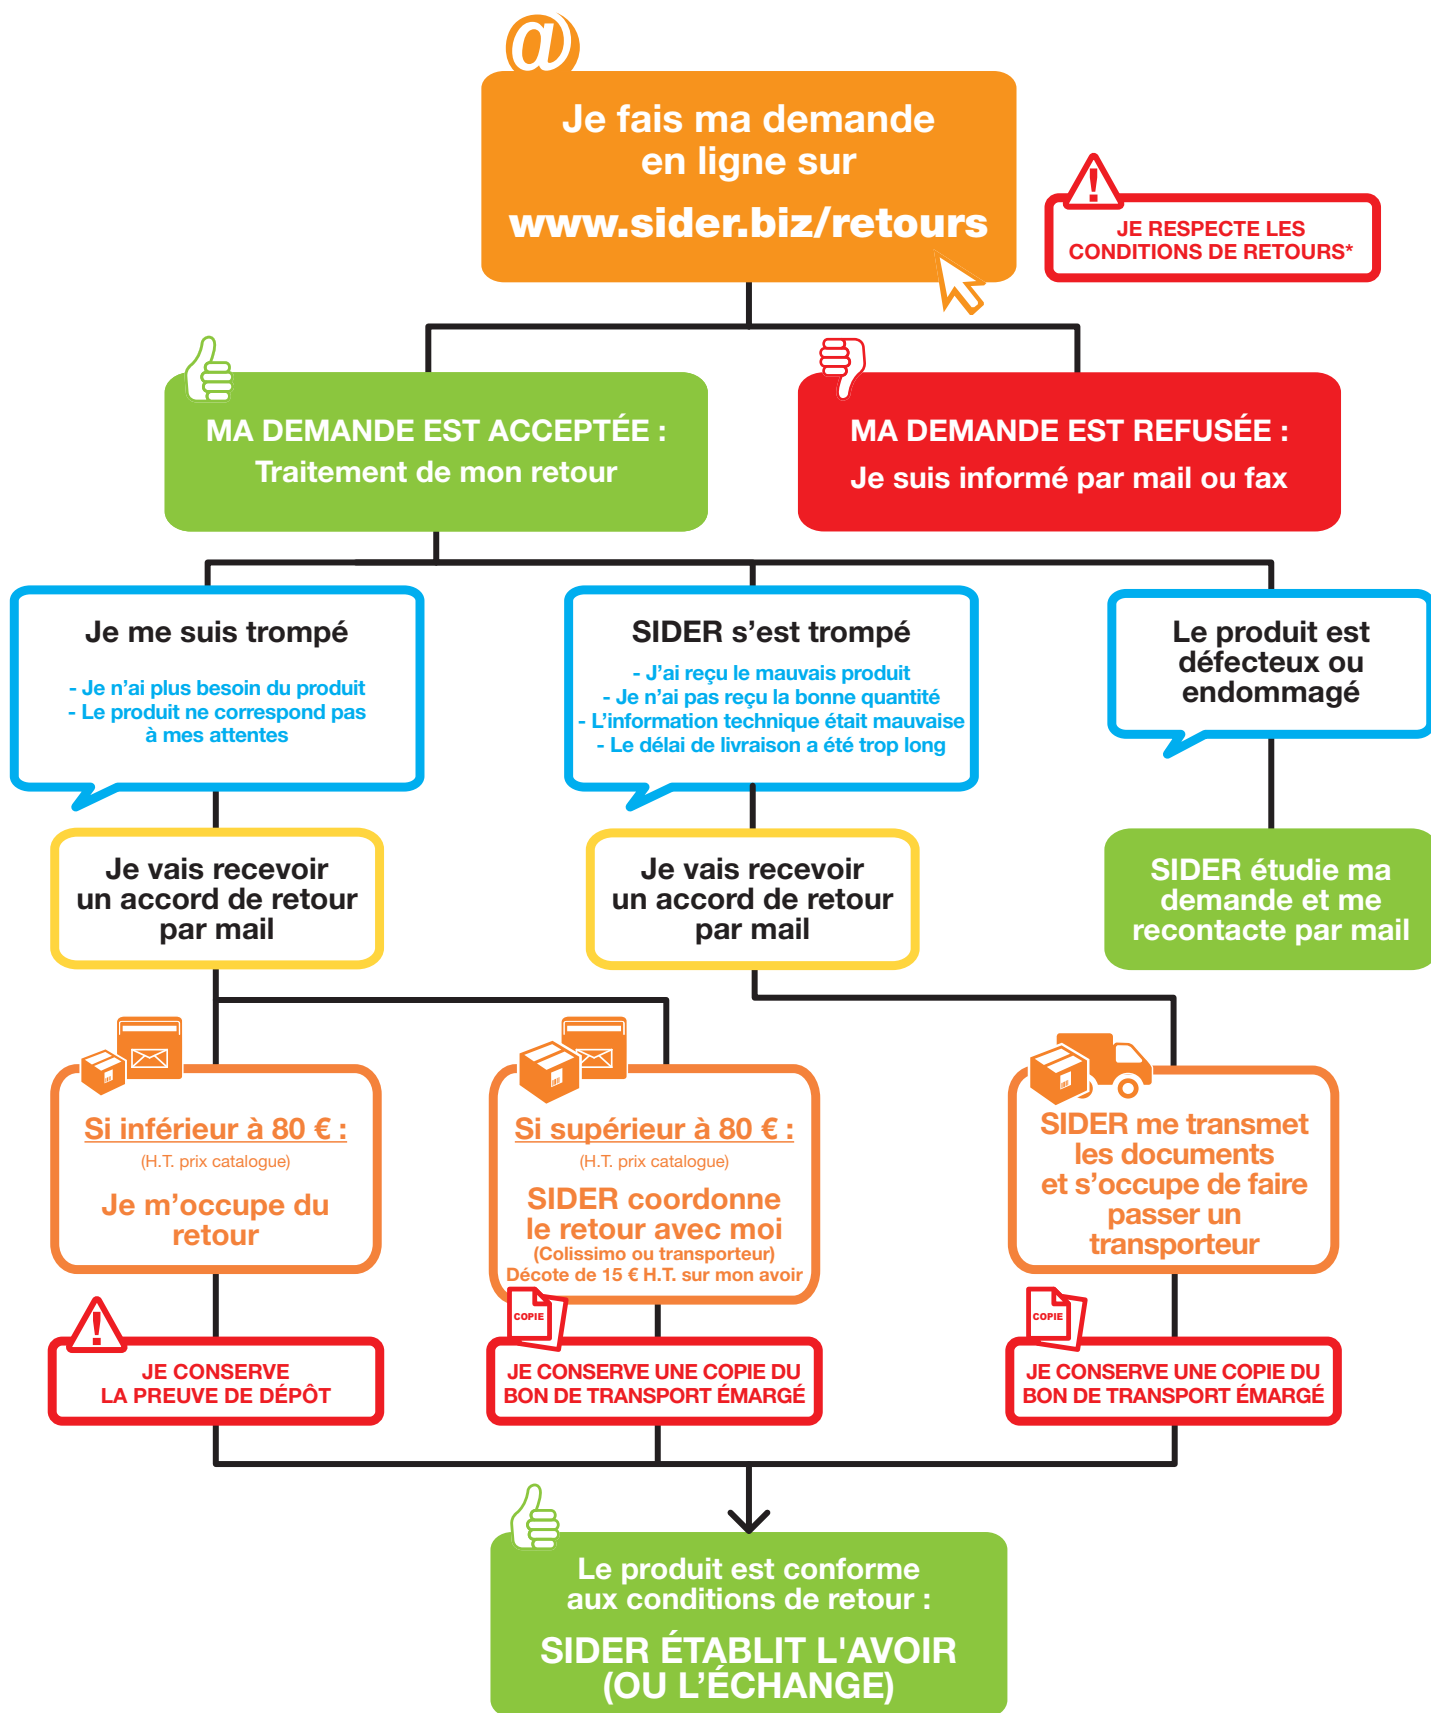 @
Je fais ma demande
en ligne sur
www.sider.biz/retours
!
JE RESPECTE LES
CONDITIONS DE RETOURS*
MA DEMANDE EST ACCEPTÉE :
Traitement de mon retour
MA DEMANDE EST REFUSÉE :
Je suis informé par mail ou fax
Je me suis trompé
- Je n’ai plus besoin du produit
- Le produit ne correspond pas
à mes attentes
SIDER s’est trompé
- J’ai reçu le mauvais produit
- Je n’ai pas reçu la bonne quantité
- L’information technique était mauvaise
- Le délai de livraison a été trop long
Le produit est
défecteux ou
endommagé
Je vais recevoir
un accord de retour
par mail
Je vais recevoir
un accord de retour
par mail
SIDER étudie ma
demande et me
recontacte par mail
Si inférieur à 80 € :
(H.T. prix catalogue)
Je m’occupe du
retour
Si supérieur à 80 € :
(H.T. prix catalogue)
SIDER coordonne
le retour avec moi
(Colissimo ou transporteur)
Décote de 15 € H.T. sur mon avoir
SIDER me transmet
les documents
et s’occupe de faire
passer un
transporteur
!
JE CONSERVE
LA PREUVE DE DÉPÔT
COPIE
JE CONSERVE UNE COPIE DU
BON DE TRANSPORT ÉMARGÉ
COPIE
JE CONSERVE UNE COPIE DU
BON DE TRANSPORT ÉMARGÉ
Le produit est conforme
aux conditions de retour :
SIDER ÉTABLIT L'AVOIR
(OU L’ÉCHANGE)